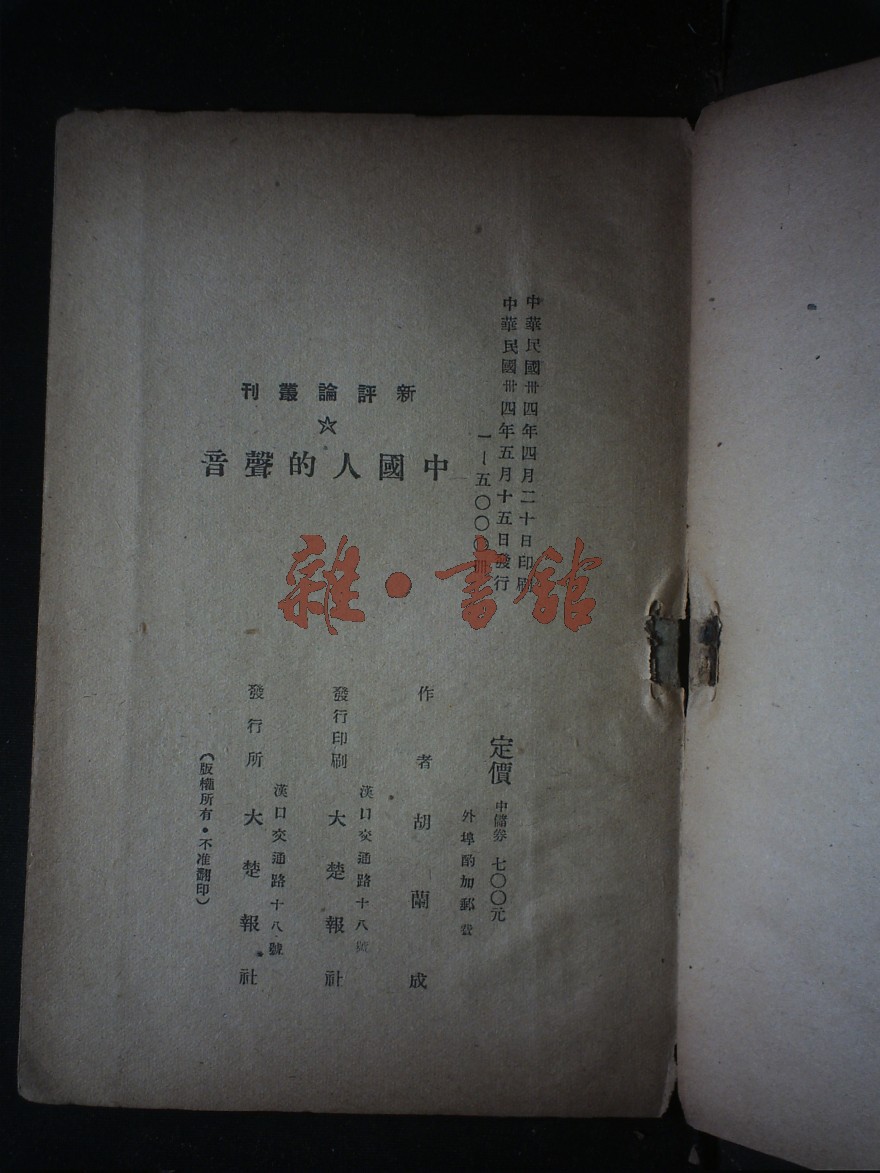 中華民國卅四年四月二十日印刷
中華民國卅四年五月十五日發行
一—五〇〇〇冊
新評論叢刊
☆
中國人的聲音
雜·書館
定價 中儲券 七〇〇元
外埠酌加郵費
作者 胡蘭成
漢口交通路十八號
發行印刷 大楚報社
漢口交通路十八號
發行所 大楚報社
(版權所有·不准翻印)